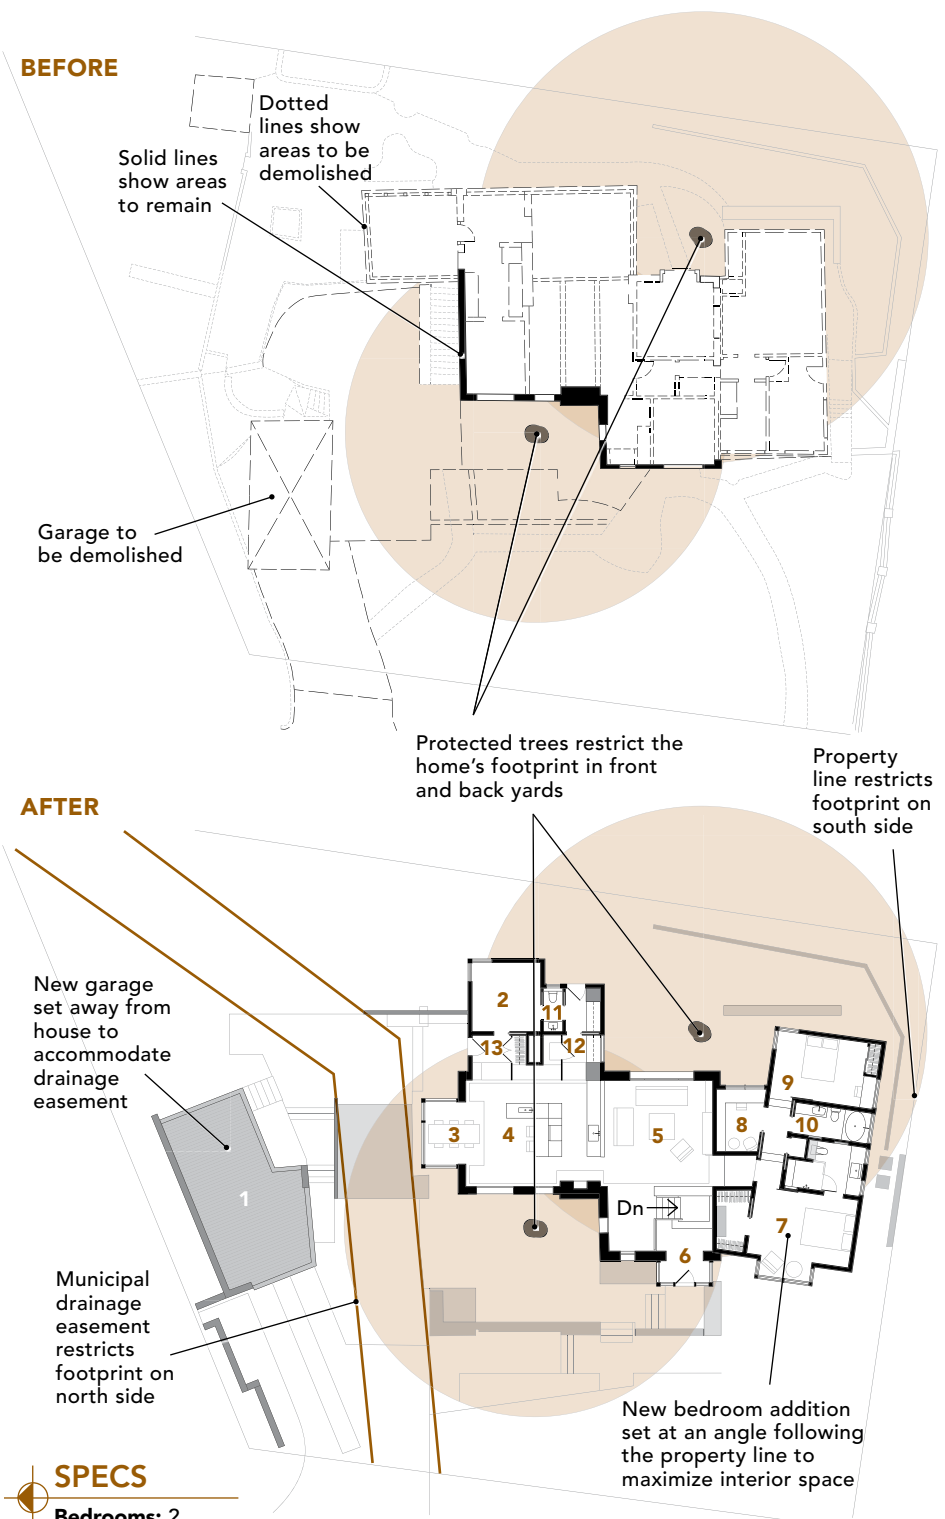 BEFORE
Dotted
lines show
areas to be
demolished
Solid lines
show areas
to remain
Garage to
be demolished
Protected trees restrict the
home’s footprint in front
and back yards
Property
line restricts
footprint on
south side
AFTER
New garage
set away from
house to
accommodate
drainage
easement
2
11
13
12
9
3
4
5
8
10
1
Dn
7
6
Municipal
drainage
easement
restricts
footprint on
north side
New bedroom addition
set at an angle following
the property line to
maximize interior space
SPECS
Bedrooms: 2